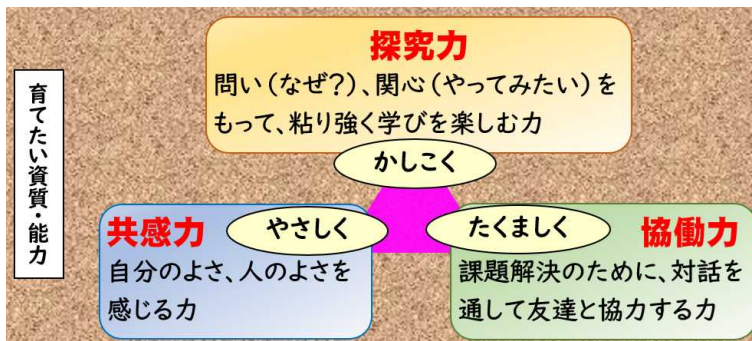 育てたい資質・能力
探究力
問い（なぜ？）、関心（やってみたい）を
もって、粘り強く学びを楽しむ力
かしこく
共感力
やさしく
自分のよさ、人のよさを
感じる力
たくましく
協働力
課題解決のために、対話を
通して友達と協力する力